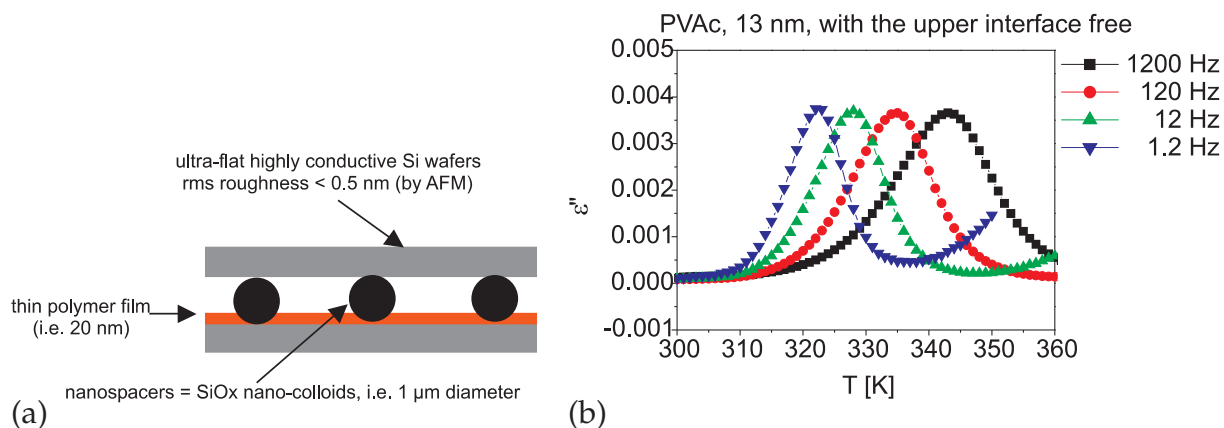 (a)
ultra-flat highly conductive Si wafers
rms roughness < 0.5 nm (by AFM)
thin polymer film
(i.e. 20 nm)
nanospacers = SiOx nano-colloids, i.e. 1 µm diameter
(b)
PVAc, 13 nm, with the upper interface free
0.005
0.004
0.003
0.002
0.001
0.000
-0.001
ε"
300 310 320 330 340 350 360
T [K]
1200 Hz
120 Hz
12 Hz
1.2 Hz